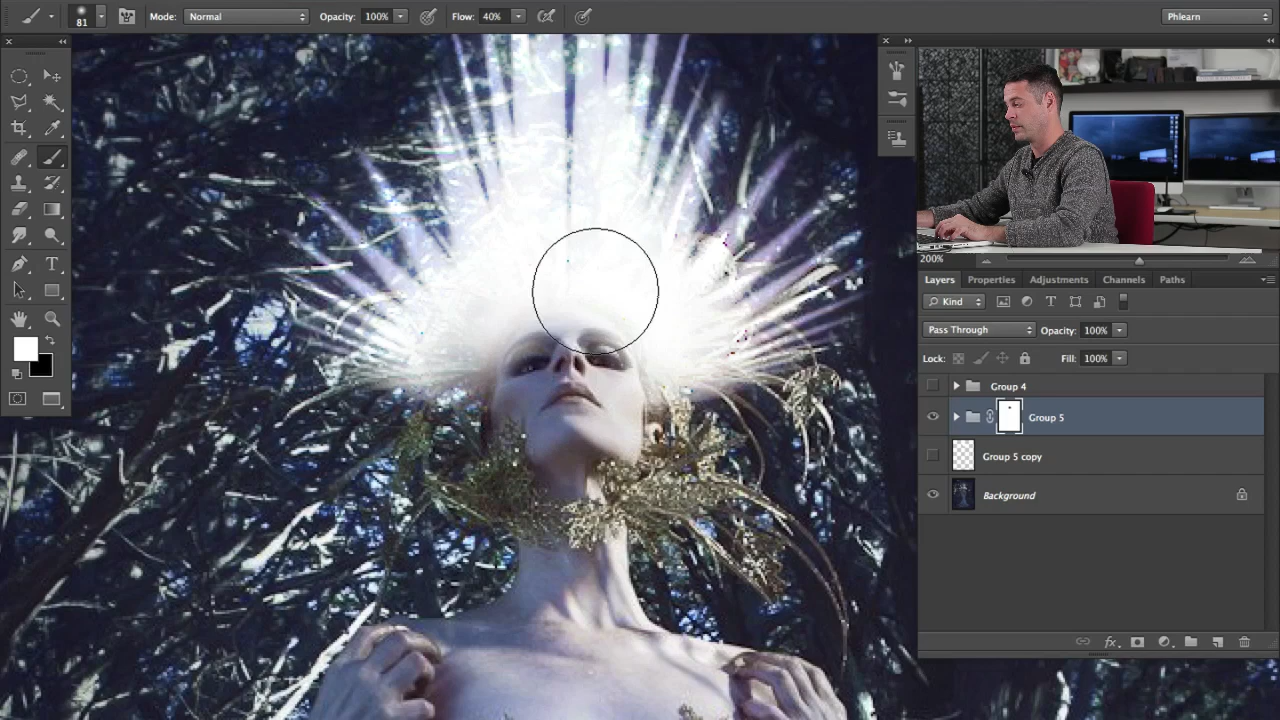 81 Mode: Normal Opacity: 100% Flow: 40% Phlearn
200%
Layers Properties Adjustments Channels Paths
Kind T
Pass Through Opacity: 100%
Lock: Fill: 100%
Group 4
Group 5
Group 5 copy
Background
fx
T